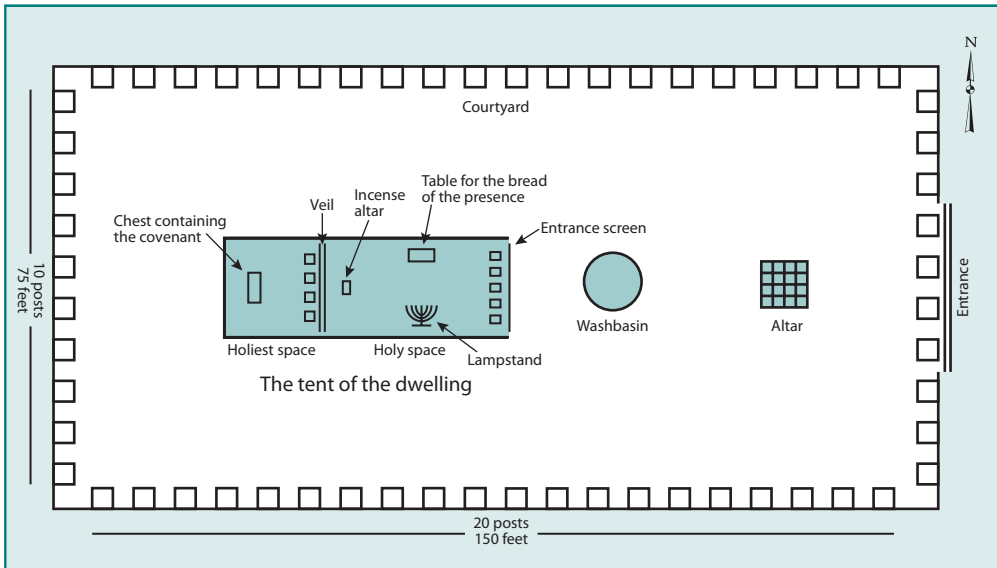 N
Courtyard
Table for the bread
of the presence
Incense
altar
Veil
Chest containing
the covenant
Entrance screen
10 posts
75 feet
Entrance
Washbasin
Altar
Holiest space
Holy space
Lampstand
The tent of the dwelling
20 posts
150 feet